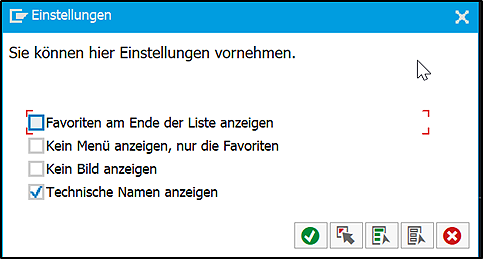 Einstellungen
Sie können hier Einstellungen vornehmen.
Favoriten am Ende der Liste anzeigen
Kein Menü anzeigen, nur die Favoriten
Kein Bild anzeigen
Technische Namen anzeigen